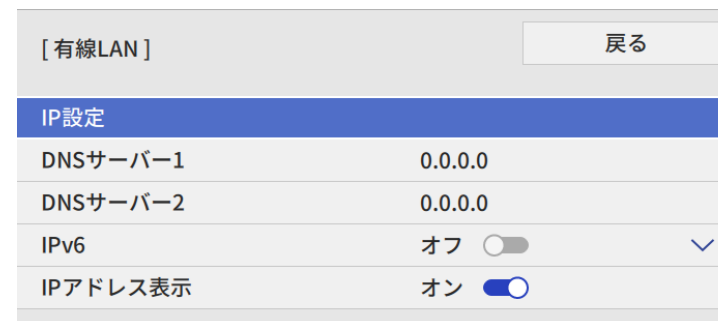 [ 有線LAN ]
戻る
IP設定
DNSサーバー1 0.0.0.0
DNSサーバー2 0.0.0.0
IPv6 オフ
IPアドレス表示 オン